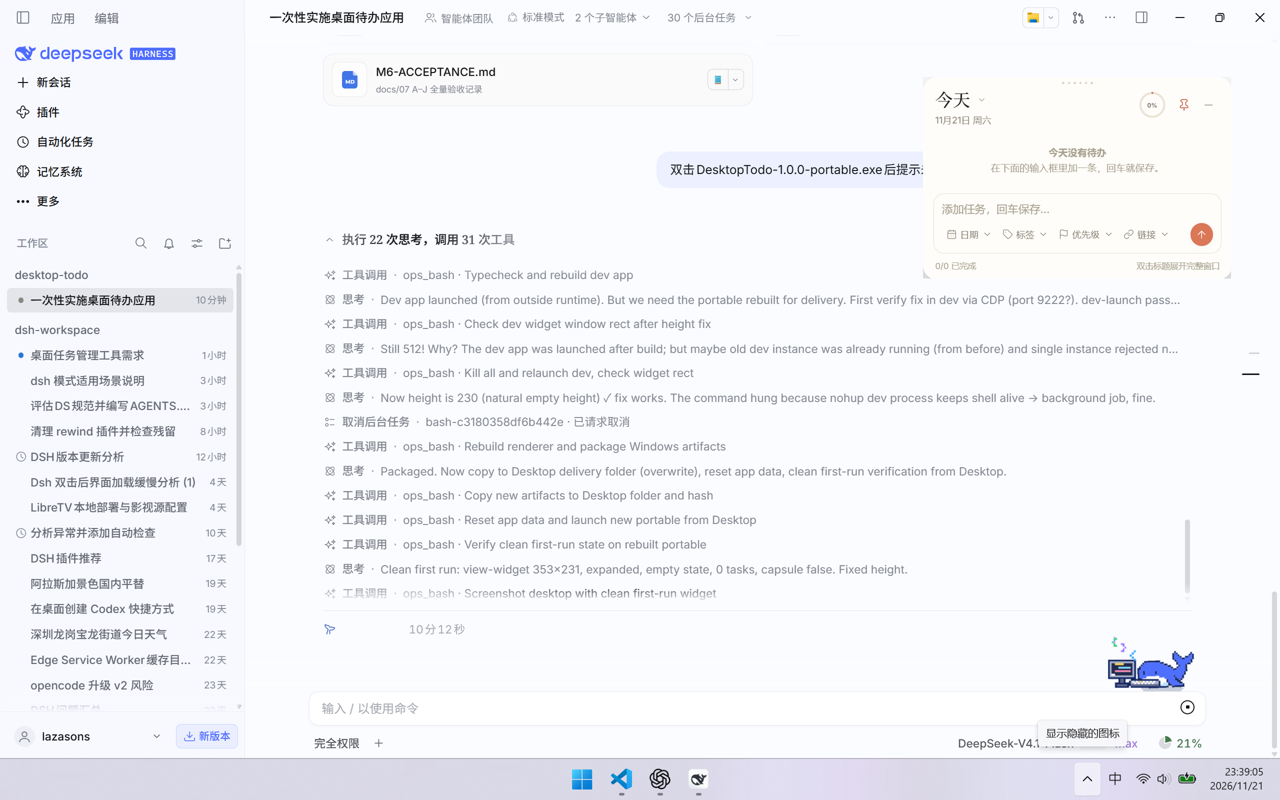 应用 编辑
deepseek HARNESS
新会话
插件
自动化任务
记忆系统
更多
工作区
desktop-todo
一次性实施桌面待办应用 10分钟
dsh-workspace
桌面任务管理工具需求 1小时
dsh 模式适用场景说明 3小时
评估DS规范并编写AGENTS.... 3小时
清理 rewind 插件并检查残留 8小时
DSH版本更新分析 12小时
Dsh 双击后界面加载缓慢分析 (1) 4天
LibreTV本地部署与影视源配置 4天
分析异常并添加自动检查 10天
DSH插件推荐 17天
阿拉斯加景色国内平替 19天
在桌面创建 Codex 快捷方式 19天
深圳龙岗宝龙街道今日天气 22天
Edge Service Worker缓存目... 22天
opencode 升级 v2 风险 23天
lazasons 新版本
一次性实施桌面待办应用 智能体团队 标准模式 2 个子智能体 30 个后台任务
MD
M6-ACCEPTANCE.md
docs/07 A–J 全量验收记录
双击DesktopTodo-1.0.0-portable.exe后提示
执行 22 次思考，调用 31 次工具
工具调用 · ops_bash · Typecheck and rebuild dev app
思考 · Dev app launched (from outside runtime). But we need the portable rebuilt for delivery. First verify fix in dev via CDP (port 9222?). dev-launch pass...
工具调用 · ops_bash · Check dev widget window rect after height fix
思考 · Still 512! Why? The dev app was launched after build; but maybe old dev instance was already running (from before) and single instance rejected n...
工具调用 · ops_bash · Kill all and relaunch dev, check widget rect
思考 · Now height is 230 (natural empty height) ✓ fix works. The command hung because nohup dev process keeps shell alive → background job, fine.
取消后台任务 · bash-c3180358df6b442e · 已请求取消
工具调用 · ops_bash · Rebuild renderer and package Windows artifacts
思考 · Packaged. Now copy to Desktop delivery folder (overwrite), reset app data, clean first-run verification from Desktop.
工具调用 · ops_bash · Copy new artifacts to Desktop folder and hash
工具调用 · ops_bash · Reset app data and launch new portable from Desktop
工具调用 · ops_bash · Verify clean first-run state on rebuilt portable
思考 · Clean first run: view-widget 353×231, expanded, empty state, 0 tasks, capsule false. Fixed height.
工具调用 · ops_bash · Screenshot desktop with clean first-run widget
10分12秒
输入 / 以使用命令
完全权限
DeepSeek-V4.1 max 21%
显示隐藏的图标
今天
11月21日 周六
0%
今天没有待办
在下面的输入框里加一条，回车就保存。
添加任务，回车保存...
日期 标签 优先级 链接
0/0 已完成 双击标题展开完整窗口
中
23:39:05
2026/11/21